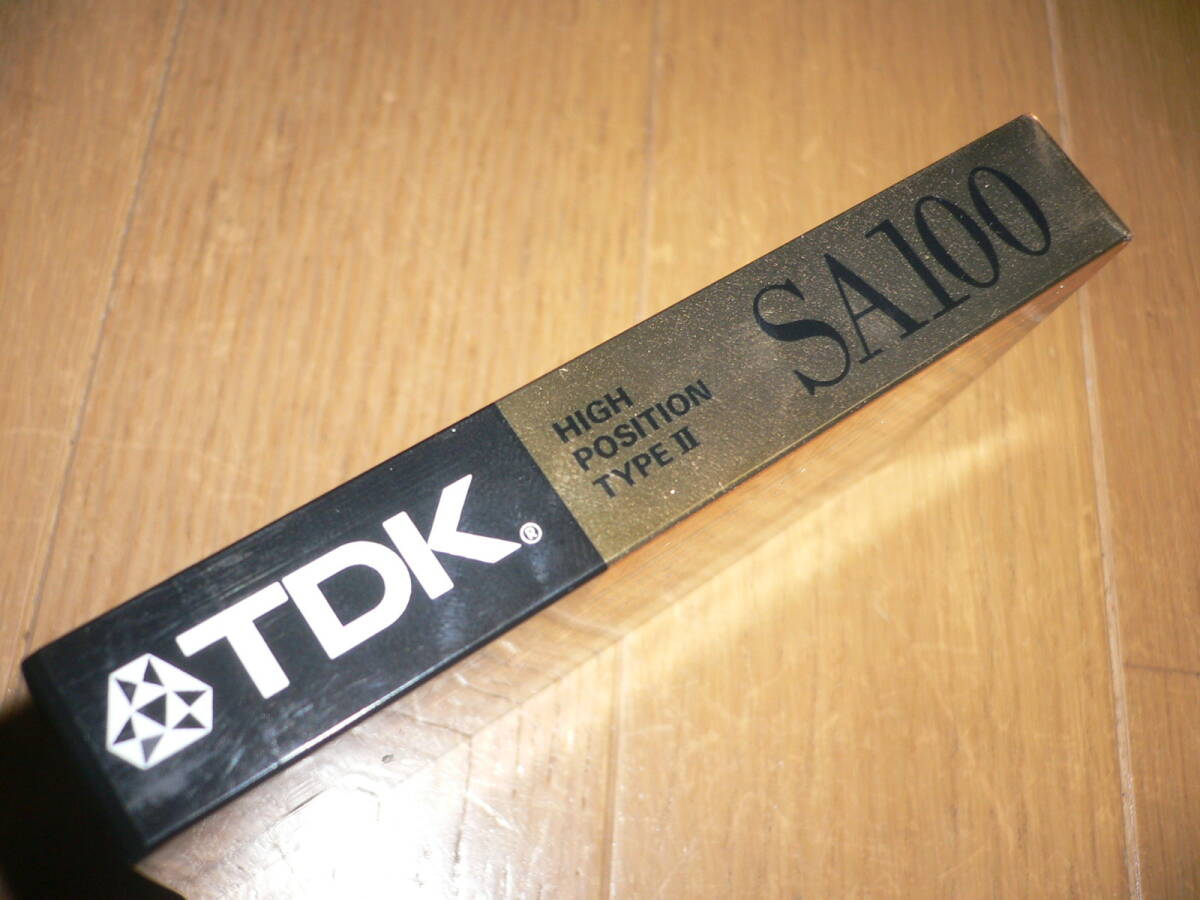 TDK®
HIGH
POSITION
TYPE II
SA100